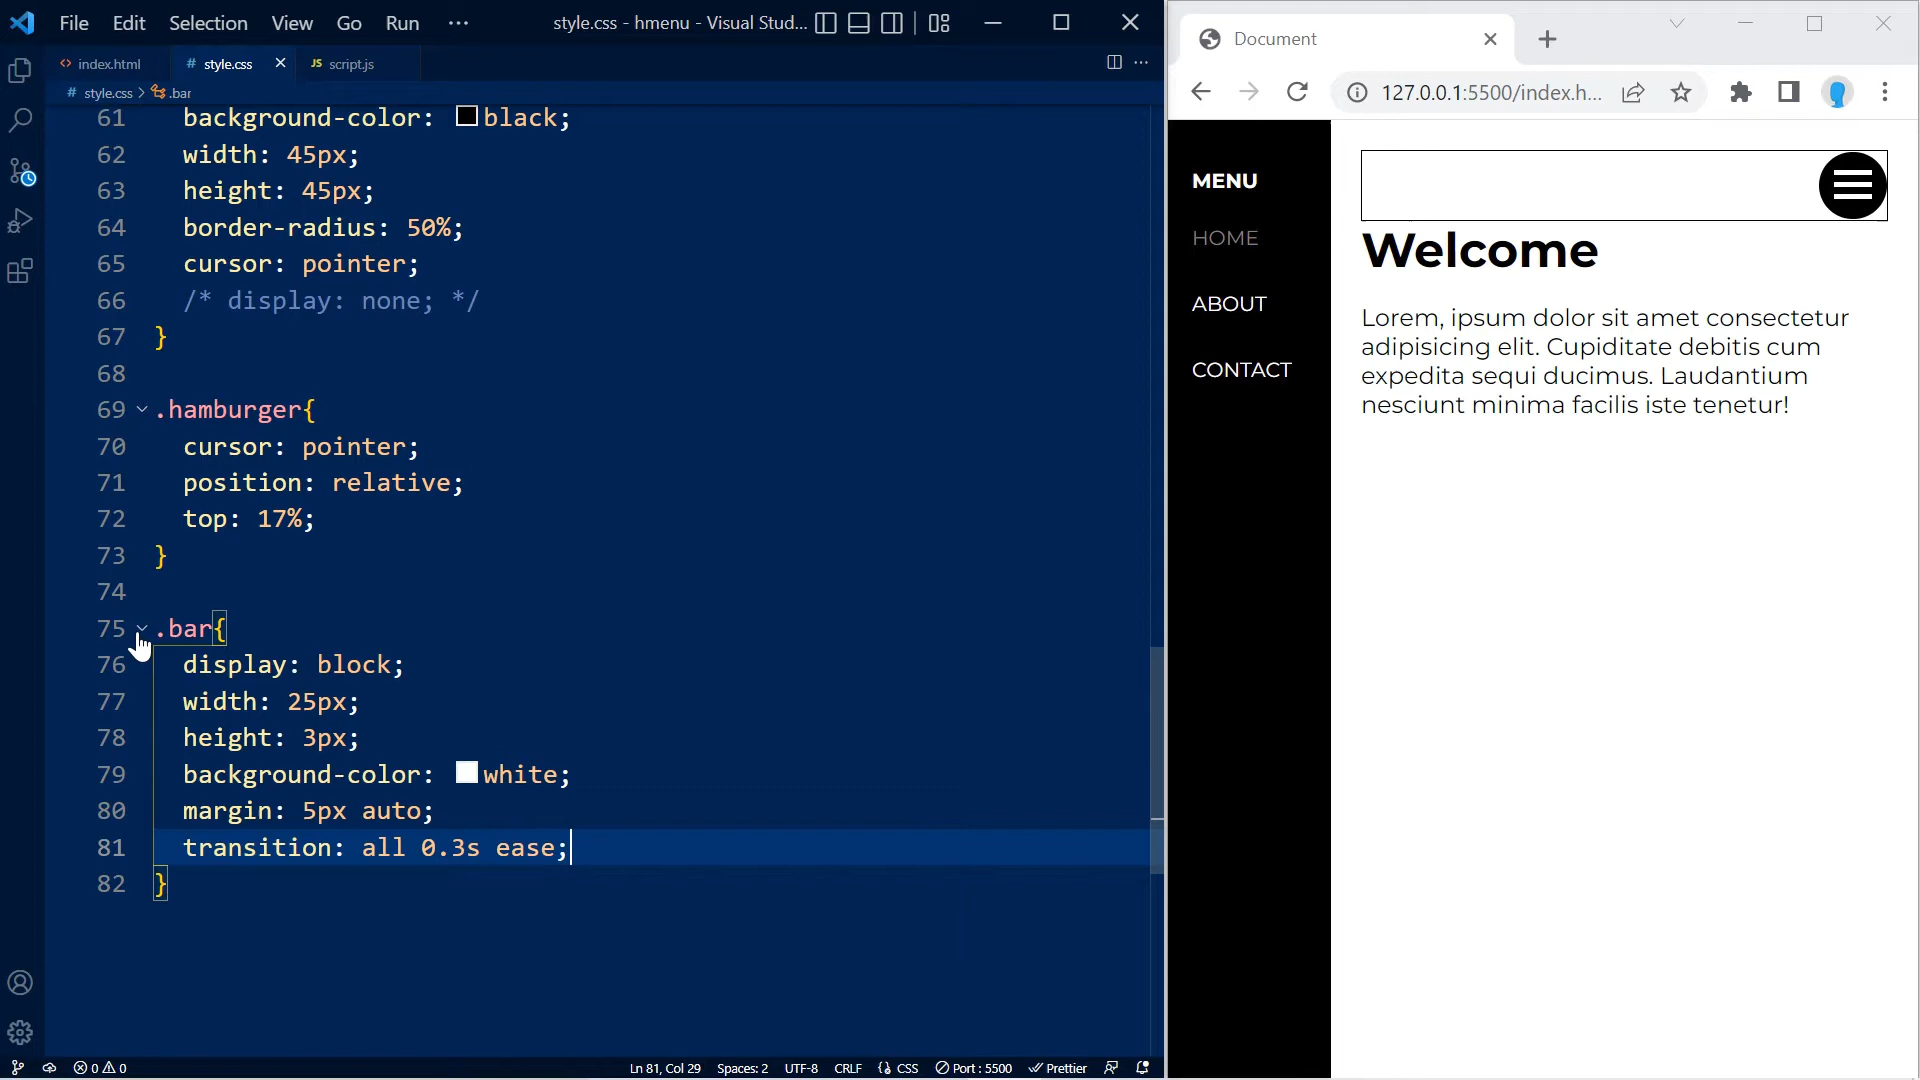 File Edit Selection View Go Run ··· style.css - hmenu - Visual Stud...
index.html # style.css JS script.js
# style.css > .bar
61 background-color: black;
62 width: 45px;
63 height: 45px;
64 border-radius: 50%;
65 cursor: pointer;
66 /* display: none; */
67 }
68
69 .hamburger{
70 cursor: pointer;
71 position: relative;
72 top: 17%;
73 }
74
75 .bar{
76 display: block;
77 width: 25px;
78 height: 3px;
79 background-color: white;
80 margin: 5px auto;
81 transition: all 0.3s ease;
82 }
0 0 Ln 81, Col 29 Spaces: 2 UTF-8 CRLF {} CSS Port : 5500 Prettier
Document
127.0.0.1:5500/index.h...
MENU
HOME
ABOUT
CONTACT
Welcome
Lorem, ipsum dolor sit amet consectetur
adipisicing elit. Cupiditate debitis cum
expedita sequi ducimus. Laudantium
nesciunt minima facilis iste tenetur!